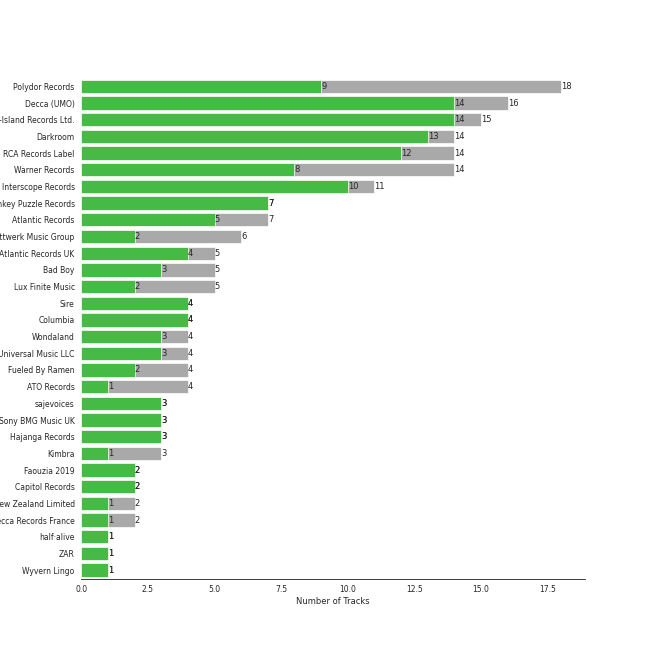 Polydor Records 9 18
Decca (UMO) 14 16
-Island Records Ltd. 14 15
Darkroom 13 14
RCA Records Label 12 14
Warner Records 8 14
Interscope Records 10 11
nkey Puzzle Records 7
Atlantic Records 5 7
ttwerk Music Group 2 6
Atlantic Records UK 4 5
Bad Boy 3 5
Lux Finite Music 2 5
Sire 4
Columbia 4
Wondaland 3 4
Universal Music LLC 3 4
Fueled By Ramen 2 4
ATO Records 1 4
sajevoices 3
Sony BMG Music UK 3
Hajanga Records 3
Kimbra 1 3
Faouzia 2019 2
Capitol Records 2
ew Zealand Limited 1 2
ecca Records France 1 2
half·alive 1
ZAR 1
Wyvern Lingo 1
0.0 2.5 5.0 7.5 10.0 12.5 15.0 17.5
Number of Tracks